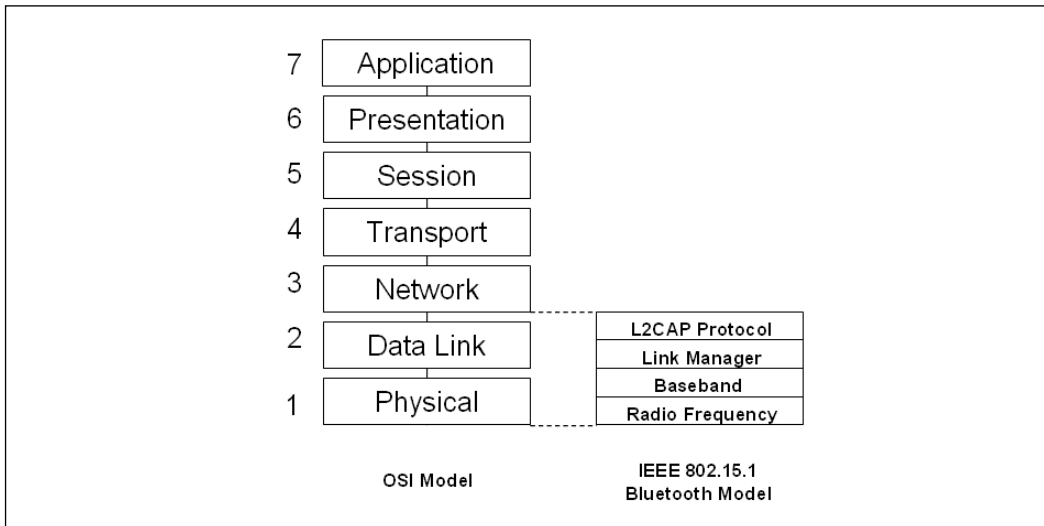 7 Application
6 Presentation
5 Session
4 Transport
3 Network
2 Data Link
1 Physical
L2CAP Protocol
Link Manager
Baseband
Radio Frequency
OSI Model
IEEE 802.15.1
Bluetooth Model